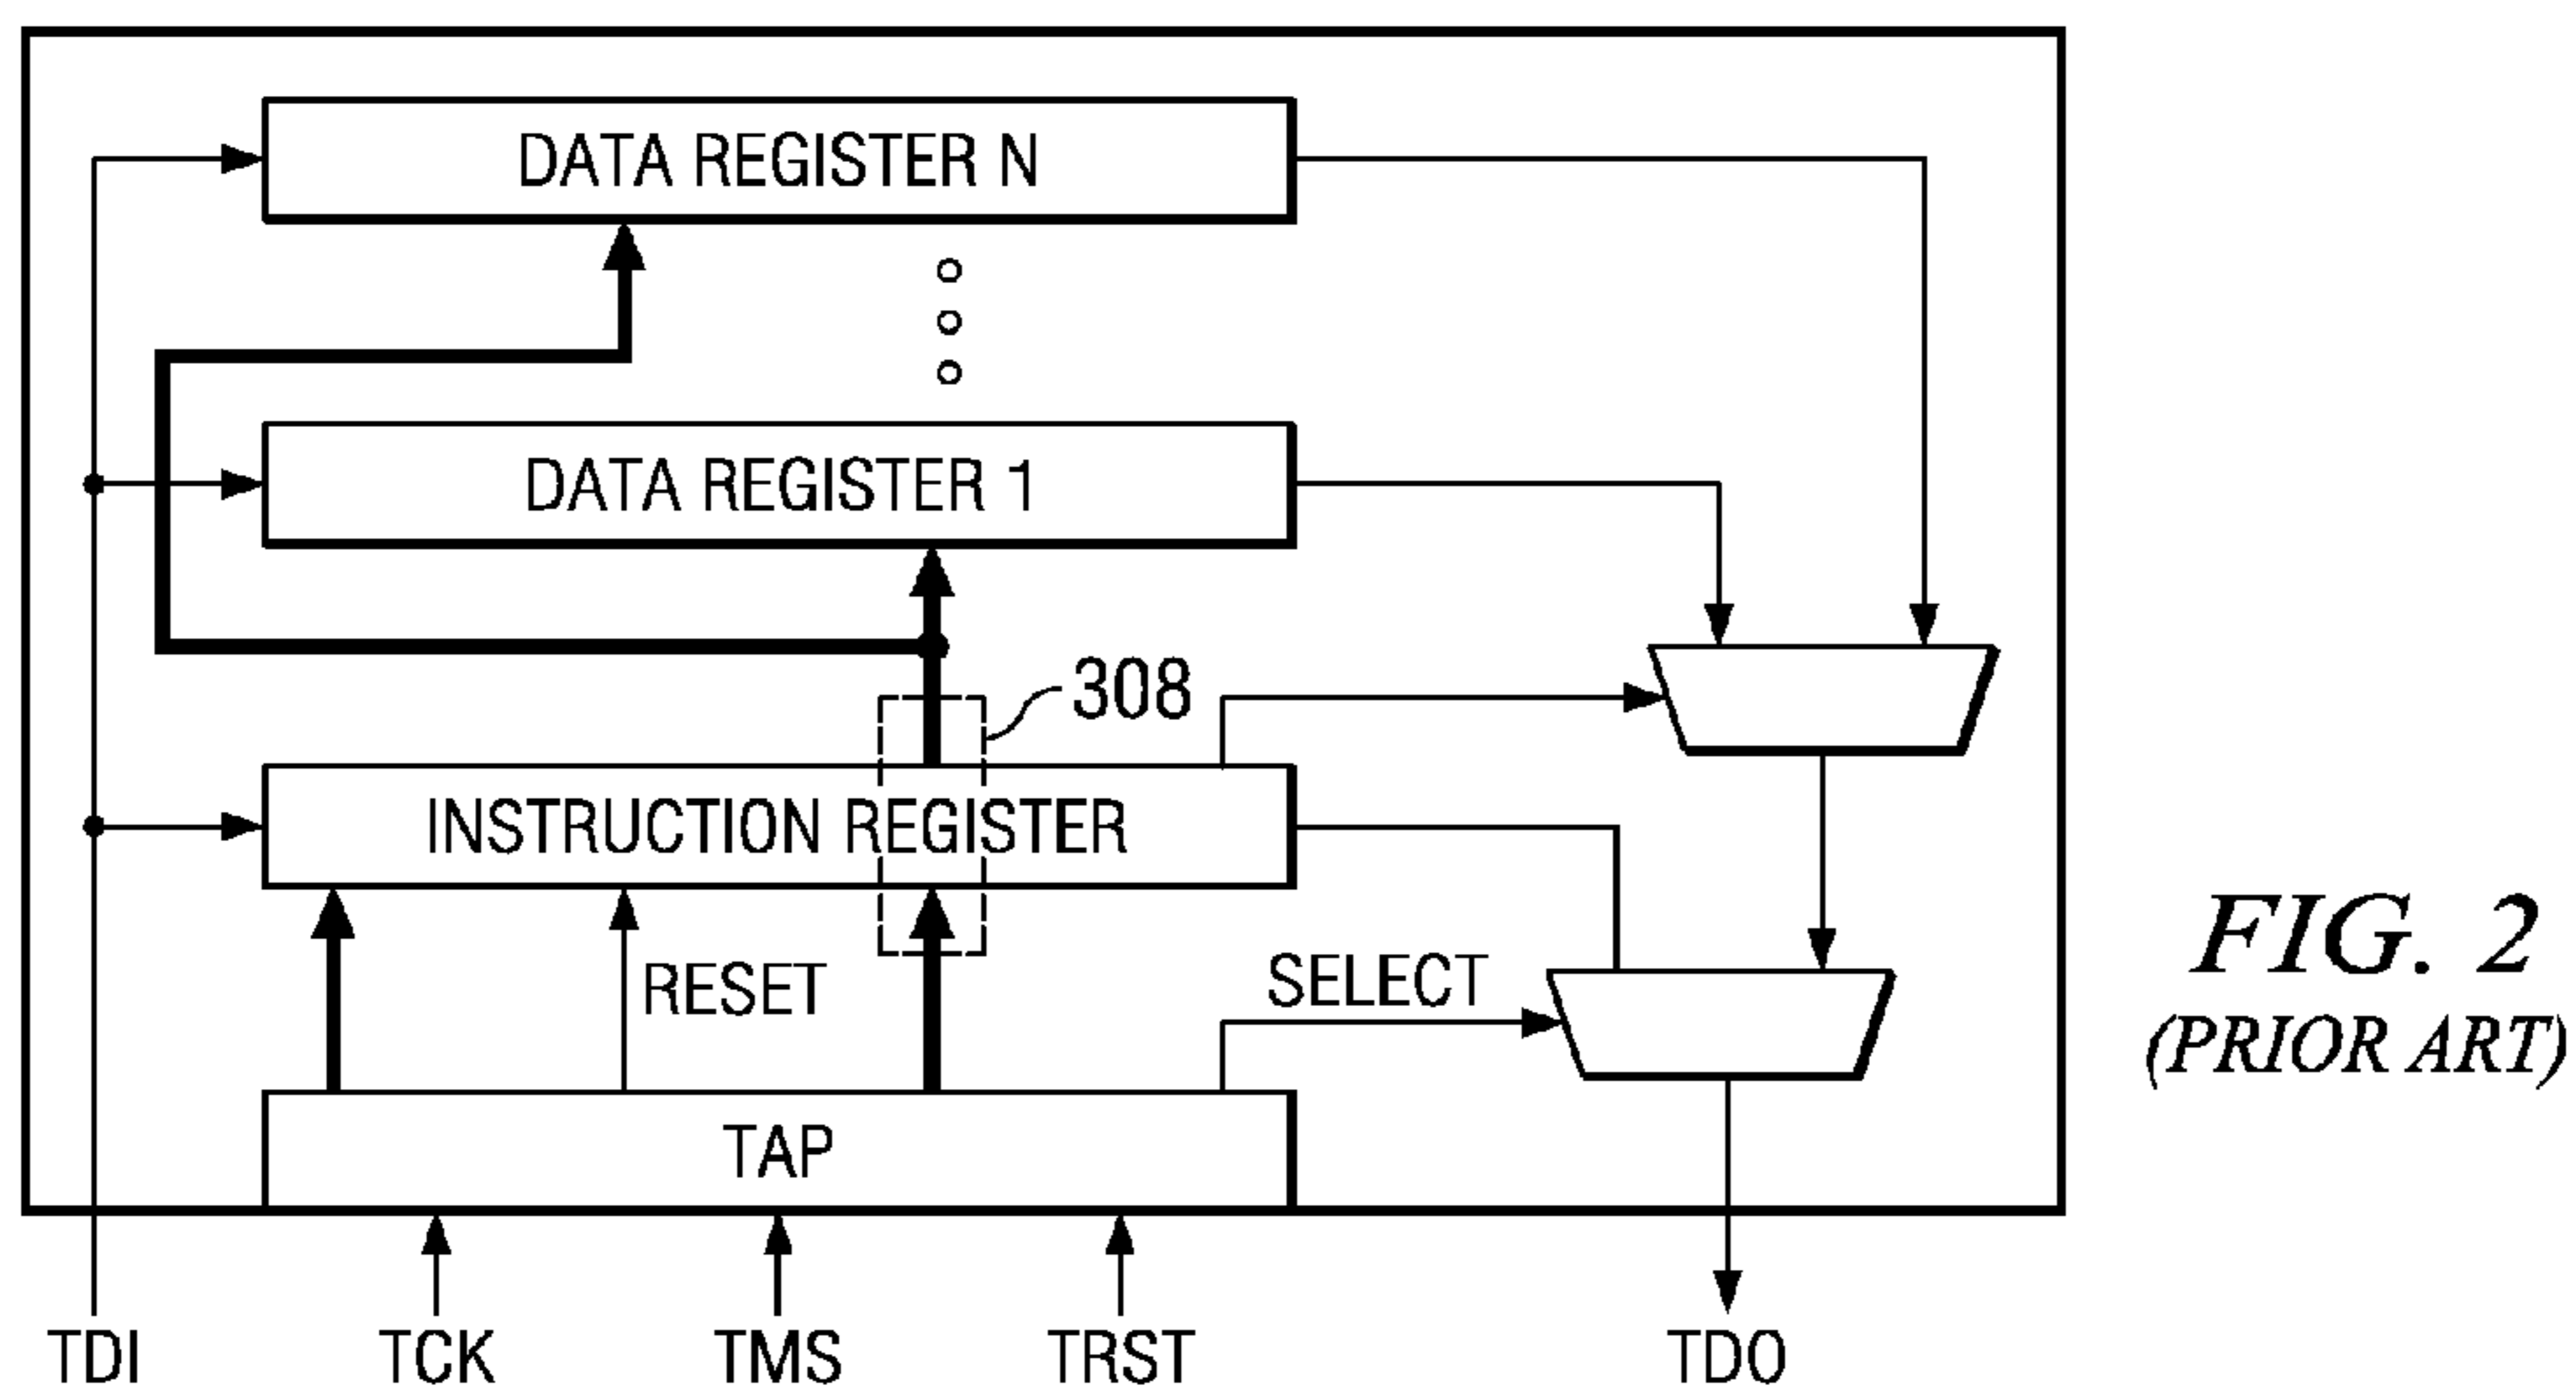 DATA REGISTER N
DATA REGISTER 1
308
INSTRUCTION REGISTER
RESET
SELECT
TAP
TDI
TCK
TMS
TRST
TDO
FIG. 2
(PRIOR ART)